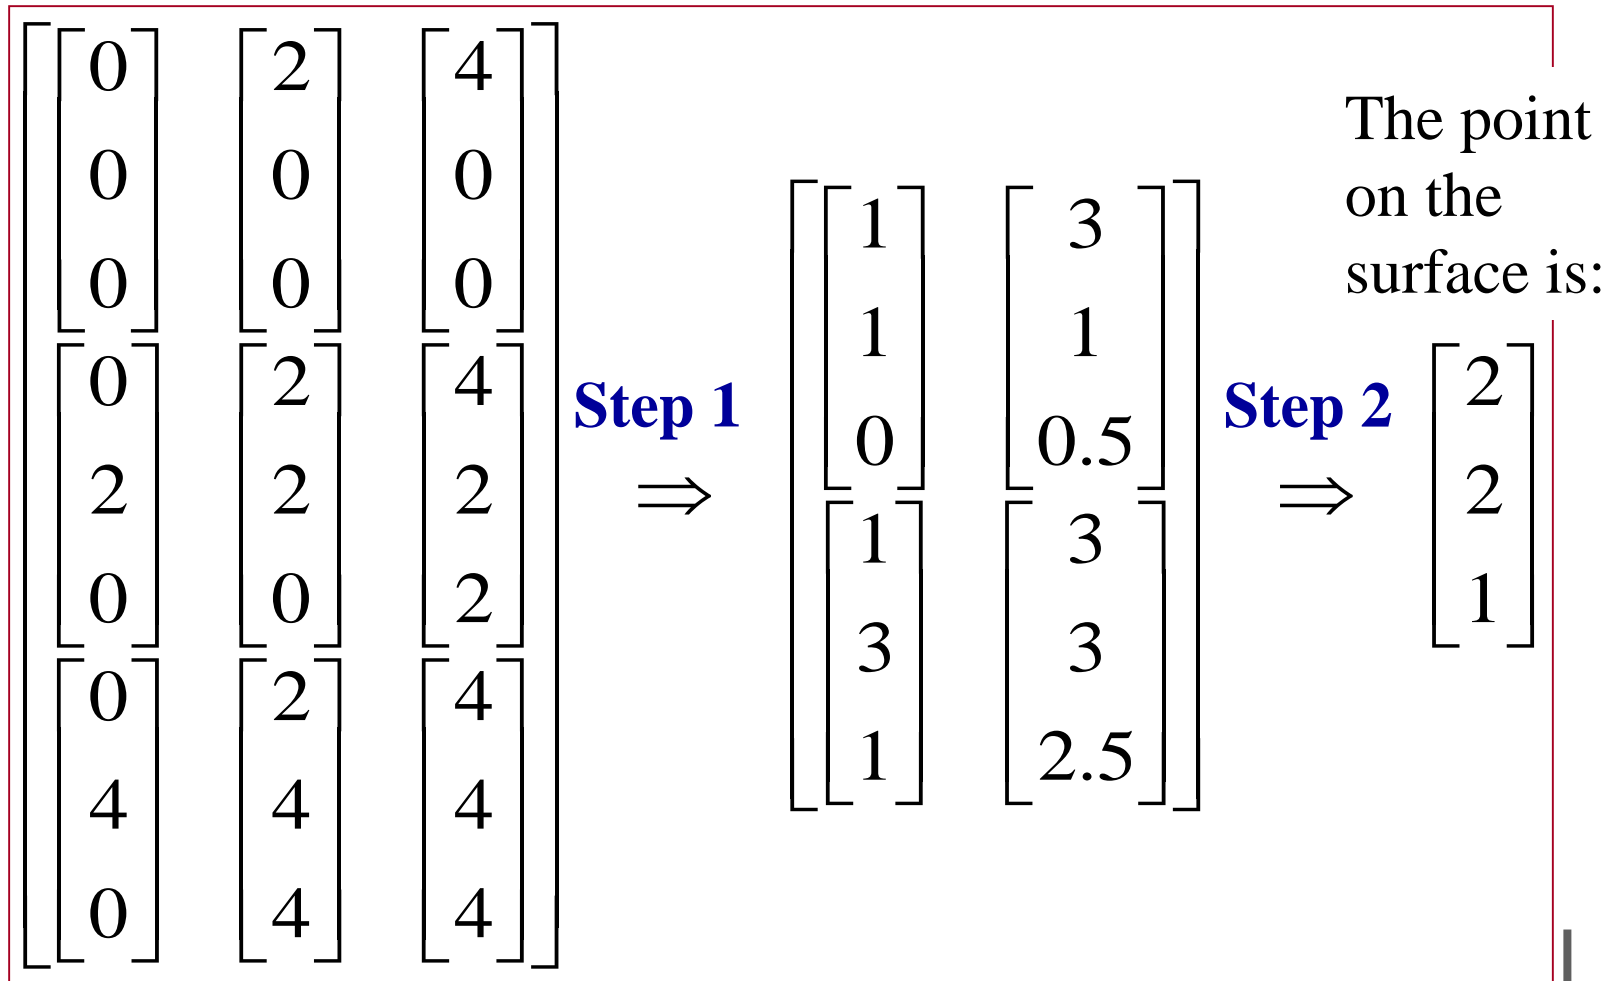 0 2 4
0 0 0
0 0 0
0 2 4
2 2 2
0 0 2
0 2 4
4 4 4
0 4 4
Step 1
⇒
1 3
1 1
0 0.5
1 3
3 3
1 2.5
Step 2
⇒
The point
on the
surface is:
2
2
1